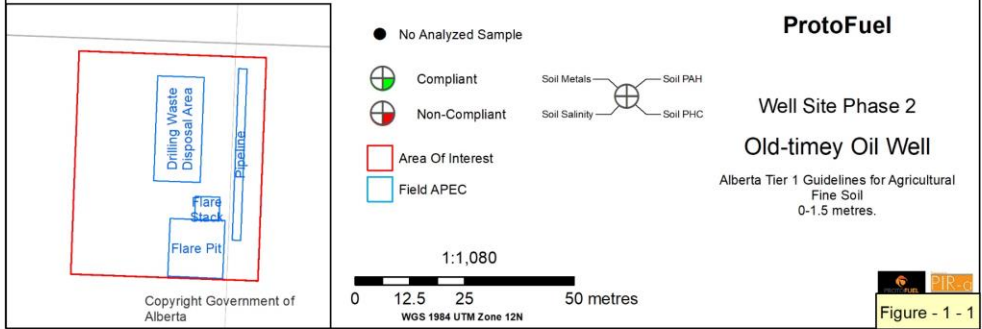 Drilling Waste
Disposal Area
Pipeline
Flare
Stack
Flare Pit
Copyright Government of
Alberta
No Analyzed Sample
Compliant
Non-Compliant
Area Of Interest
Field APEC
Soil Metals
Soil PAH
Soil Salinity
Soil PHC
1:1,080
0 12.5 25 50 metres
WGS 1984 UTM Zone 12N
ProtoFuel
Well Site Phase 2
Old-timey Oil Well
Alberta Tier 1 Guidelines for Agricultural
Fine Soil
0-1.5 metres.
PROTOFUEL
Figure - 1 - 1